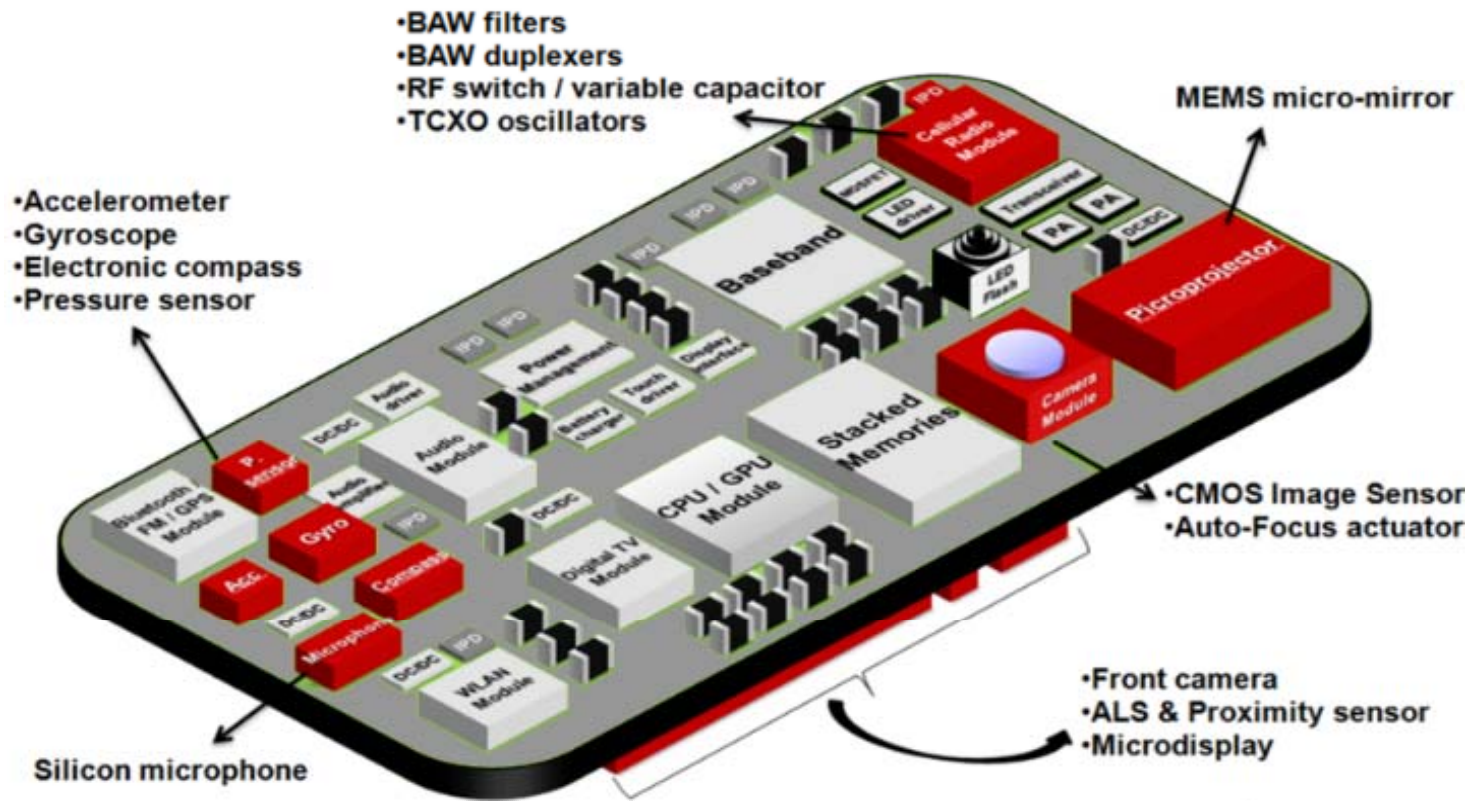 •BAW filters
•BAW duplexers
•RF switch / variable capacitor
•TCXO oscillators
MEMS micro-mirror
•Accelerometer
•Gyroscope
•Electronic compass
•Pressure sensor
IPD
Cellular
Radio
Module
MOSFET
LED
driver
Transceiver
PA
PA
DC/DC
IPD
IPD
IPD
Baseband
LED
Flash
Picroprojector
IPD
IPD
Power
Management
Display
interface
Touch
driver
Battery
charger
Camera
Module
Stacked
Memories
Audio
driver
DC/DC
Audio
Module
P.
sensor
Bluetooth /
FM / GPS
Module
Audio
IPD
Gyro
DC/DC
CPU / GPU
Module
Digital TV
Module
Acc.
Compass
DC/DC
Microphone
DC/DC
IPD
WLAN
Module
•CMOS Image Sensor
•Auto-Focus actuator
•Front camera
•ALS & Proximity sensor
•Microdisplay
Silicon microphone